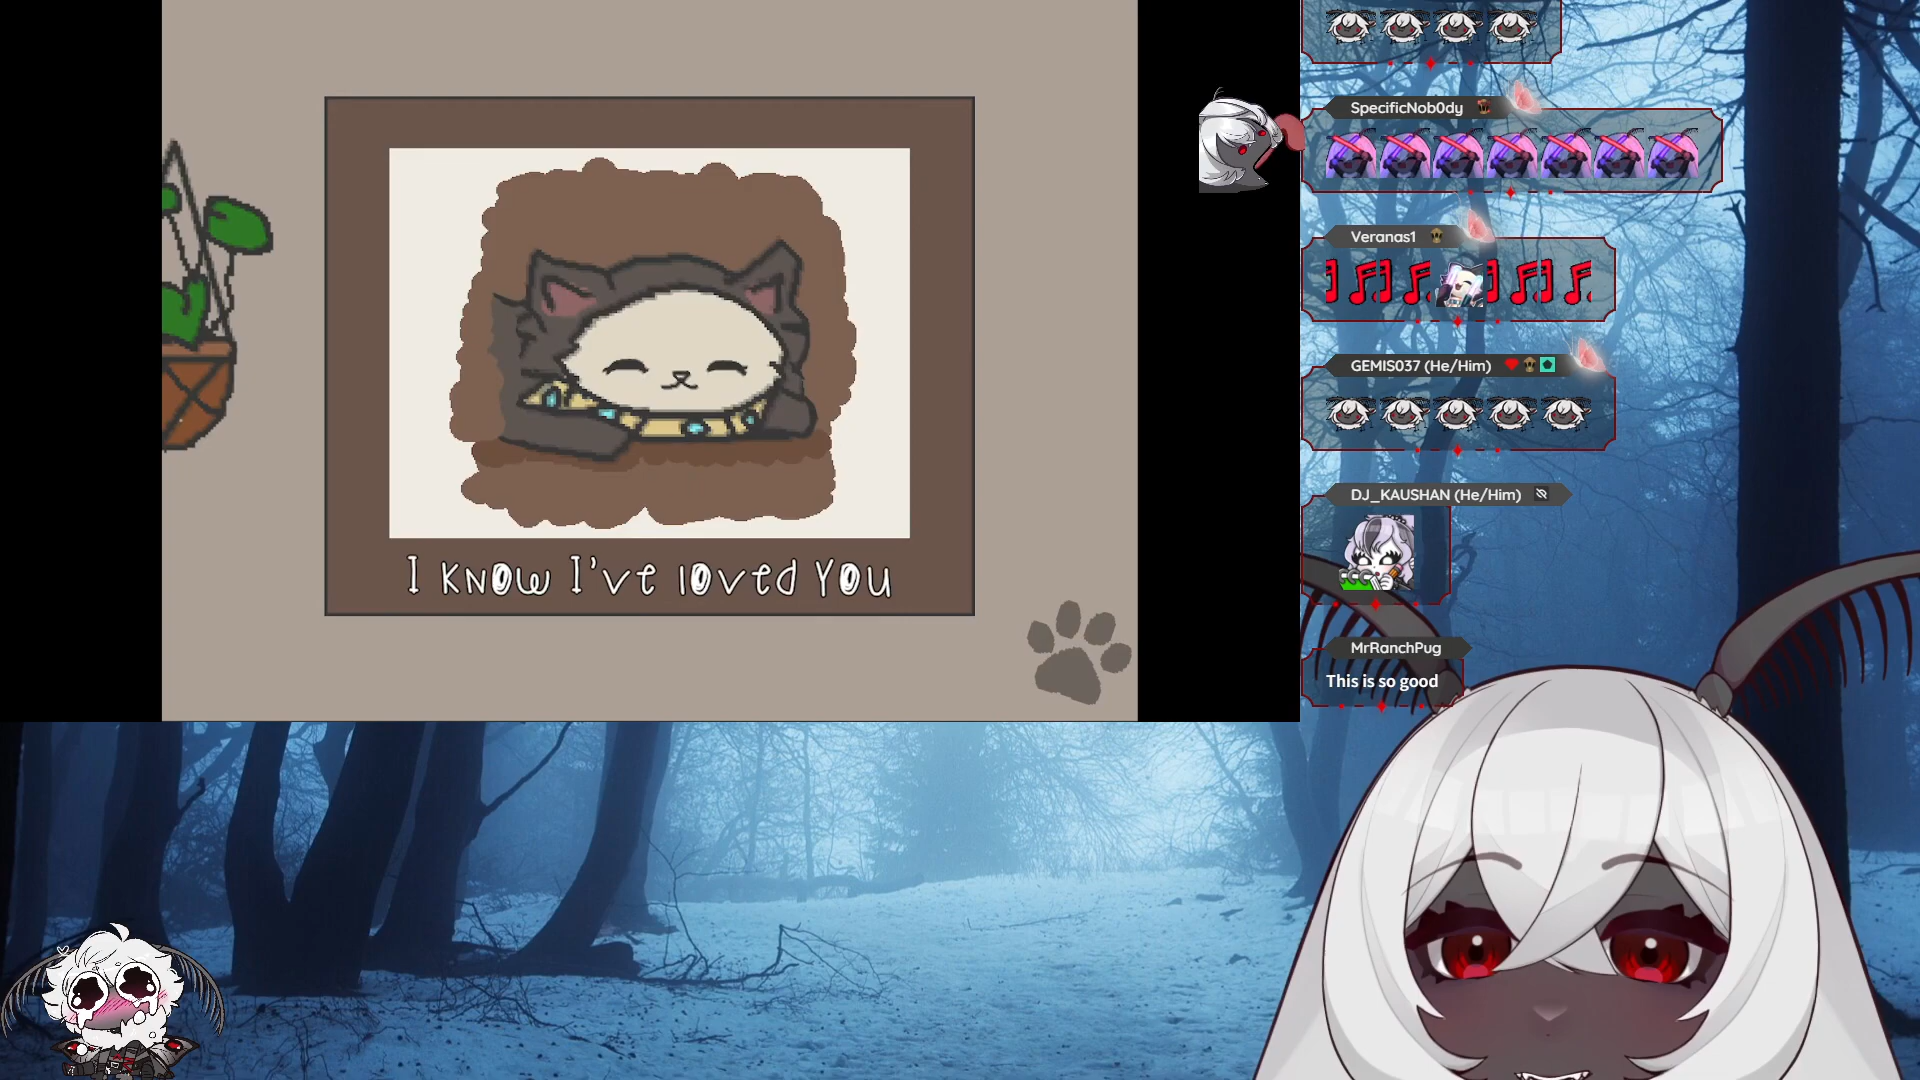 I KNOW I'VE LOVED YOU
SpecificNob0dy
Veranas1
GEMIS037 (He/Him)
DJ_KAUSHAN (He/Him)
MrRanchPug
This is so good